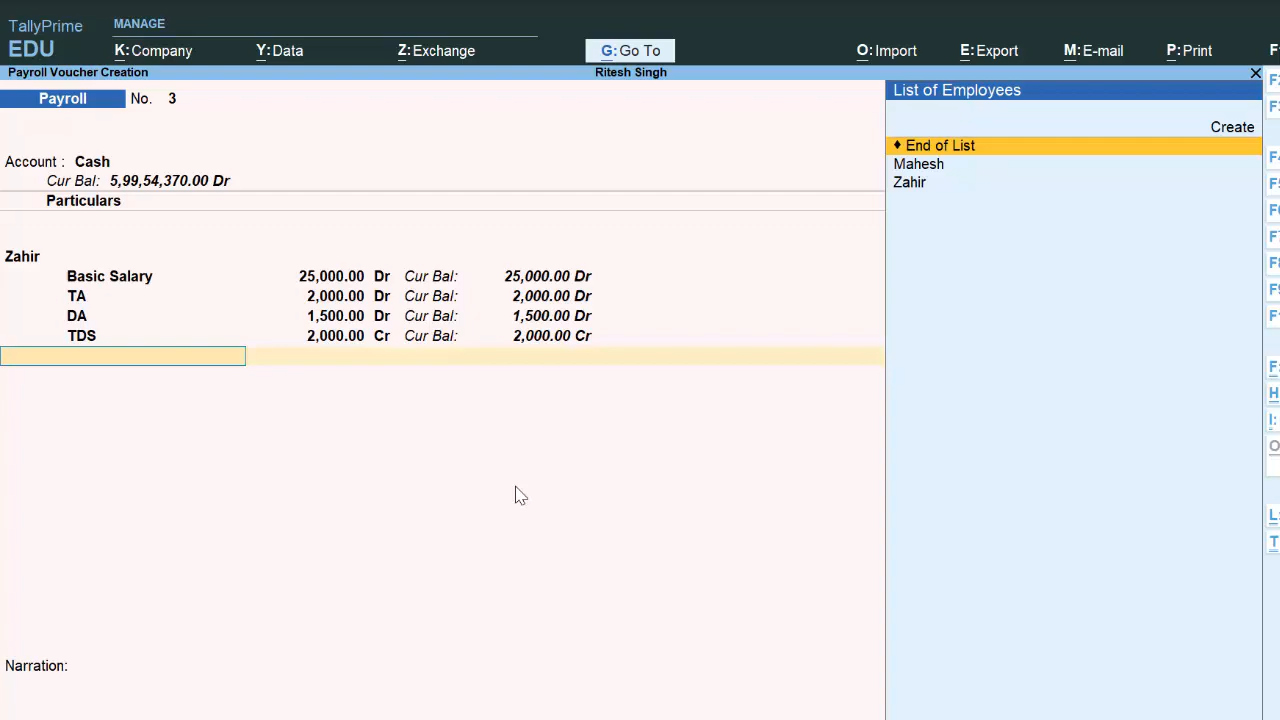 TallyPrime
EDU
MANAGE
K:Company Y:Data Z:Exchange G:Go To O:Import E:Export M:E-mail P:Print
Payroll Voucher Creation Ritesh Singh
Payroll No. 3
Account : Cash
Cur Bal: 5,99,54,370.00 Dr
Particulars
Zahir
Basic Salary 25,000.00 Dr Cur Bal: 25,000.00 Dr
TA 2,000.00 Dr Cur Bal: 2,000.00 Dr
DA 1,500.00 Dr Cur Bal: 1,500.00 Dr
TDS 2,000.00 Cr Cur Bal: 2,000.00 Cr
Narration:
List of Employees
Create
♦ End of List
Mahesh
Zahir